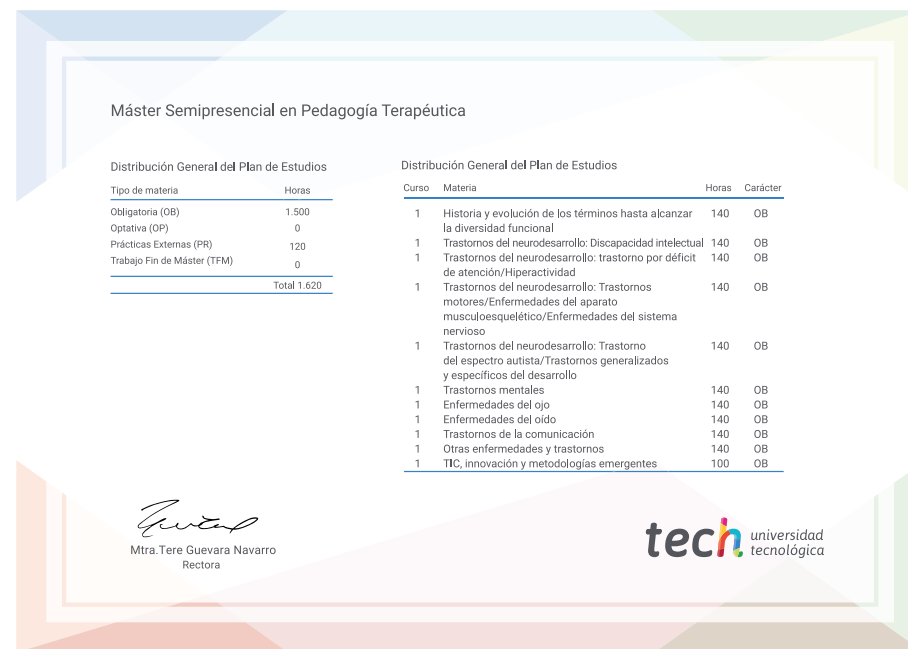 Máster Semipresencial en Pedagogía Terapéutica
Distribución General del Plan de Estudios
Tipo de materia Horas
Obligatoria (OB) 1.500
Optativa (OP) 0
Prácticas Externas (PR) 120
Trabajo Fin de Máster (TFM) 0
Total 1.620
Distribución General del Plan de Estudios
Curso Materia Horas Carácter
1 Historia y evolución de los términos hasta alcanzar 140 OB
la diversidad funcional
1 Trastornos del neurodesarrollo: Discapacidad intelectual 140 OB
1 Trastornos del neurodesarrollo: trastorno por déficit 140 OB
de atención/Hiperactividad
1 Trastornos del neurodesarrollo: Trastornos 140 OB
motores/Enfermedades del aparato
musculoesquelético/Enfermedades del sistema
nervioso
1 Trastornos del neurodesarrollo: Trastorno 140 OB
del espectro autista/Trastornos generalizados
y específicos del desarrollo
1 Trastornos mentales 140 OB
1 Enfermedades del ojo 140 OB
1 Enfermedades del oído 140 OB
1 Trastornos de la comunicación 140 OB
1 Otras enfermedades y trastornos 140 OB
1 TIC, innovación y metodologías emergentes 100 OB
Mtra.Tere Guevara Navarro
Rectora
tech universidad
tecnológica